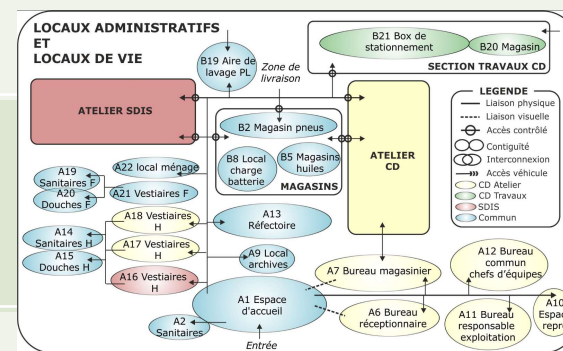 LOCAUX ADMINISTRATIFS
ET
LOCAUX DE VIE
B19 Aire de
lavage PL
Zone de
livraison
B21 Box de
stationnement
B20 Magasin
SECTION TRAVAUX CD
ATELIER SDIS
B2 Magasin pneus
B8 Local
charge
batterie
B5 Magasins
huiles
MAGASINS
ATELIER
CD
LEGENDE
Liaison physique
Liaison visuelle
Accès contrôlé
Contiguité
Interconnexion
Accès véhicule
CD Atelier
CD Travaux
SDIS
Commun
A19
Sanitaires F
A20
Douches F
A22 local ménage
A21 Vestiaires F
A18 Vestiaires
H
A14
Sanitaires H
A17 Vestiaires
H
A15
Douches H
A16 Vestiaires
H
A13
Réfectoire
A9 Local
archives
A7 Bureau magasinier
A12 Bureau
commun
chefs d'équipes
A1 Espace
d'accueil
A2
Sanitaires
Entrée
A6 Bureau
réceptionnaire
A11 Bureau
responsable
exploitation
A10